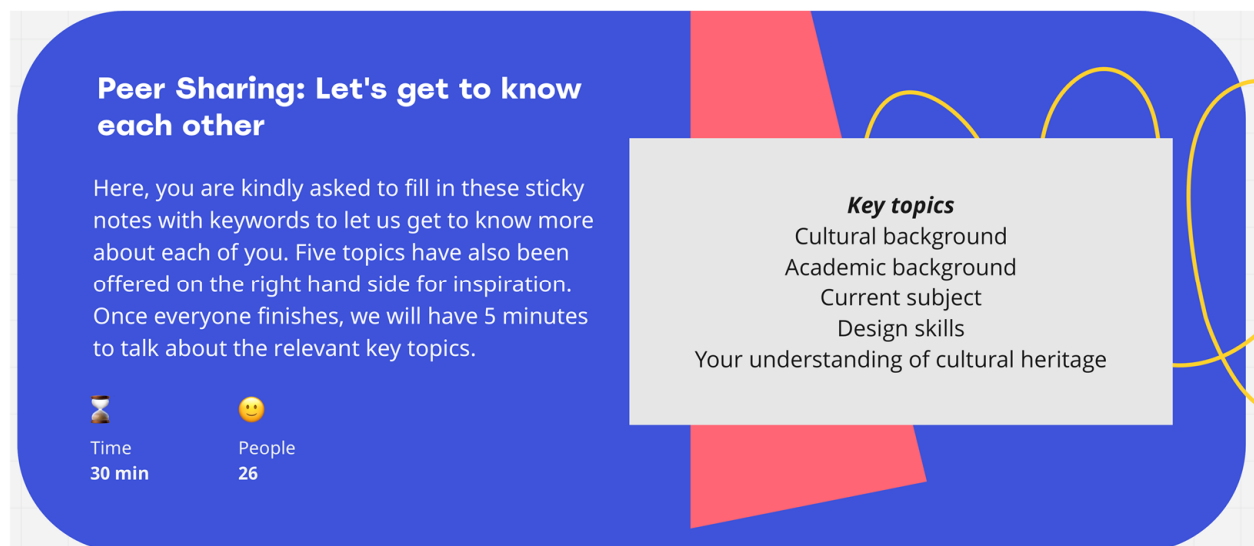 Peer Sharing: Let's get to know
each other
Here, you are kindly asked to fill in these sticky
notes with keywords to let us get to know more
about each of you. Five topics have also been
offered on the right hand side for inspiration.
Once everyone finishes, we will have 5 minutes
to talk about the relevant key topics.
Time
30 min
People
26
Key topics
Cultural background
Academic background
Current subject
Design skills
Your understanding of cultural heritage